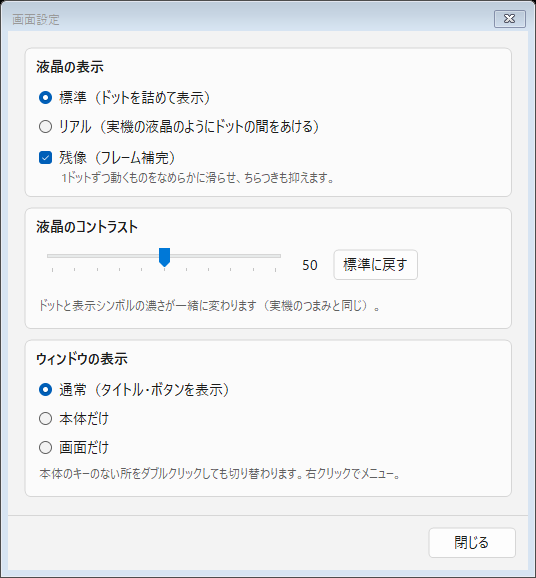 画面設定
液晶の表示
標準（ドットを詰めて表示）
リアル（実機の液晶のようにドットの間をあける）
残像（フレーム補完）
1ドットずつ動くものをなめらかに滑らせ、ちらつきも抑えます。
液晶のコントラスト
50 標準に戻す
ドットと表示シンボルの濃さが一緒に変わります（実機のつまみと同じ）。
ウィンドウの表示
通常（タイトル・ボタンを表示）
本体だけ
画面だけ
本体のキーのない所をダブルクリックしても切り替わります。右クリックでメニュー。
閉じる